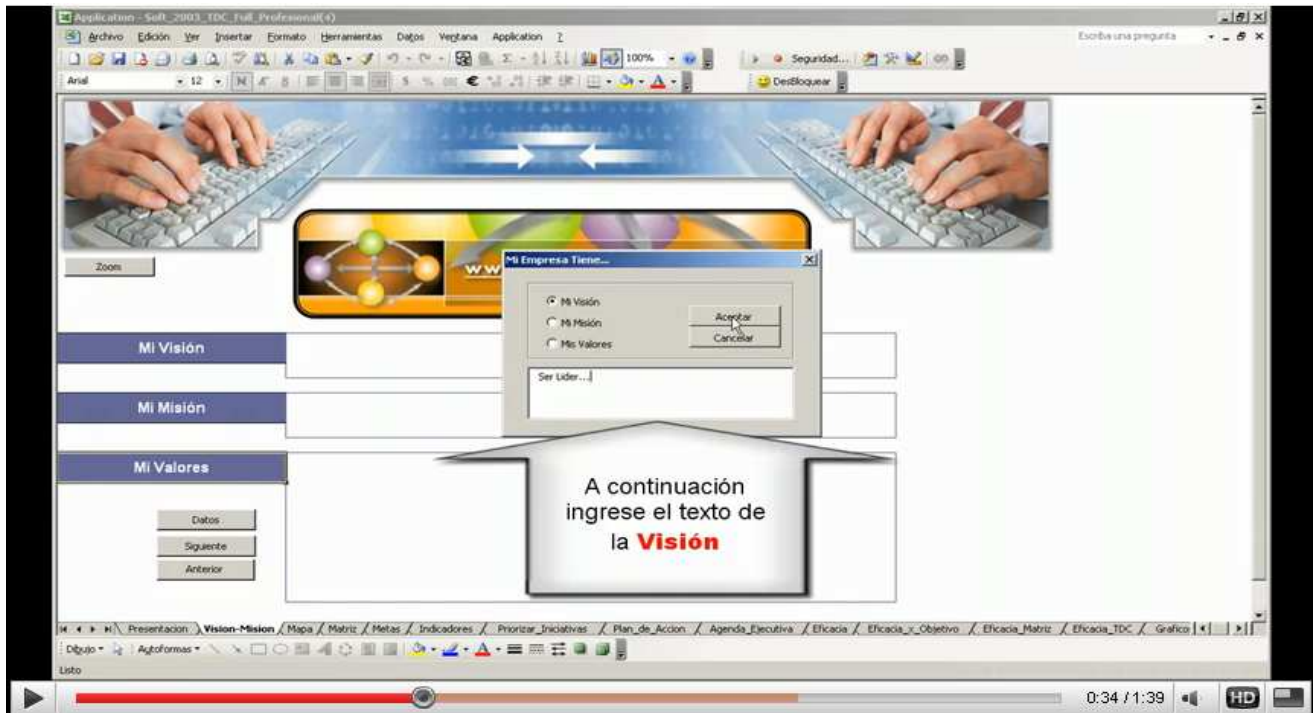 Application - Soft_2003_TDC_Full_Profesional(4)
Archivo Edición Ver Insertar Formato Herramientas Datos Ventana Application ?
Escriba una pregunta
100%
Seguridad...
Arial
12
N K S
DesBloquear
Zoom
WW
Mi Empresa Tiene...
Mi Visión
Mi Misión
Mis Valores
Aceptar
Cancelar
Ser Lider...
Mi Visión
Mi Misión
Mi Valores
A continuación
ingrese el texto de
la Visión
Datos
Siguiente
Anterior
Presentacion / Vision-Mision / Mapa / Matriz / Metas / Indicadores / Priorizar_Iniciativas / Plan_de_Accion / Agenda_Ejecutiva / Eficacia / Eficacia_x_Objetivo / Eficacia_Matriz / Eficacia_TDC / Grafico
Dibujo Autoformas
Listo
0:34 / 1:39
HD